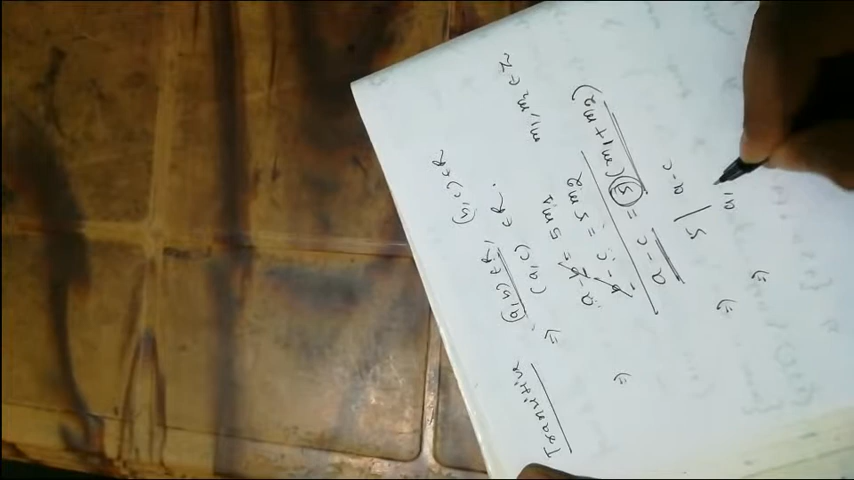 Transitive
(a,b) ∈ R, (b,c) ∈ R
⇒ (a,c) ∈ R.
a-b = 5m1 m1, m2 ∈ Z
b-c = 5m2
⇒ a-c = 5(m1+m2)
5 | a-c
⇒ (a,
⇒